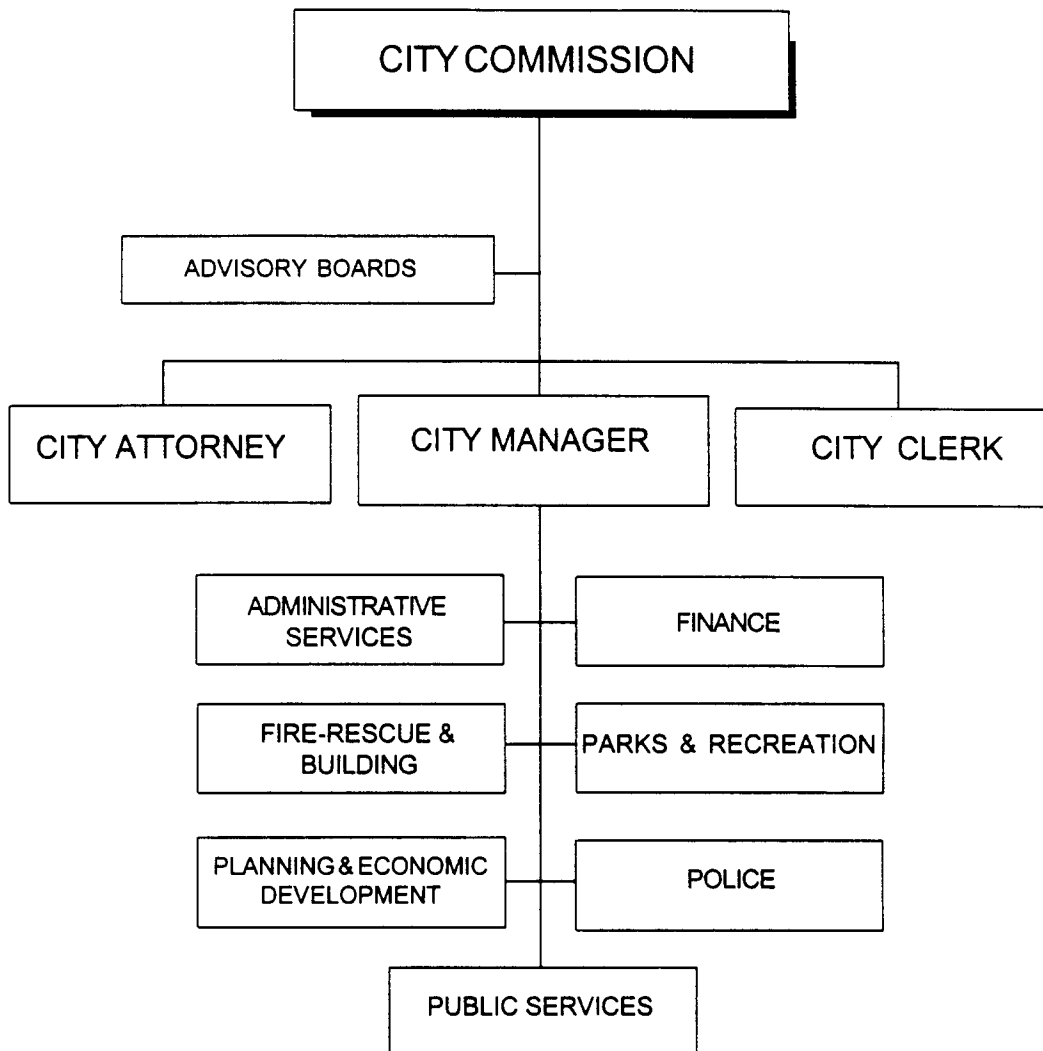 CITY COMMISSION
ADVISORY BOARDS
CITY ATTORNEY
CITY MANAGER
CITY CLERK
ADMINISTRATIVE
SERVICES
FINANCE
FIRE-RESCUE &
BUILDING
PARKS & RECREATION
PLANNING & ECONOMIC
DEVELOPMENT
POLICE
PUBLIC SERVICES